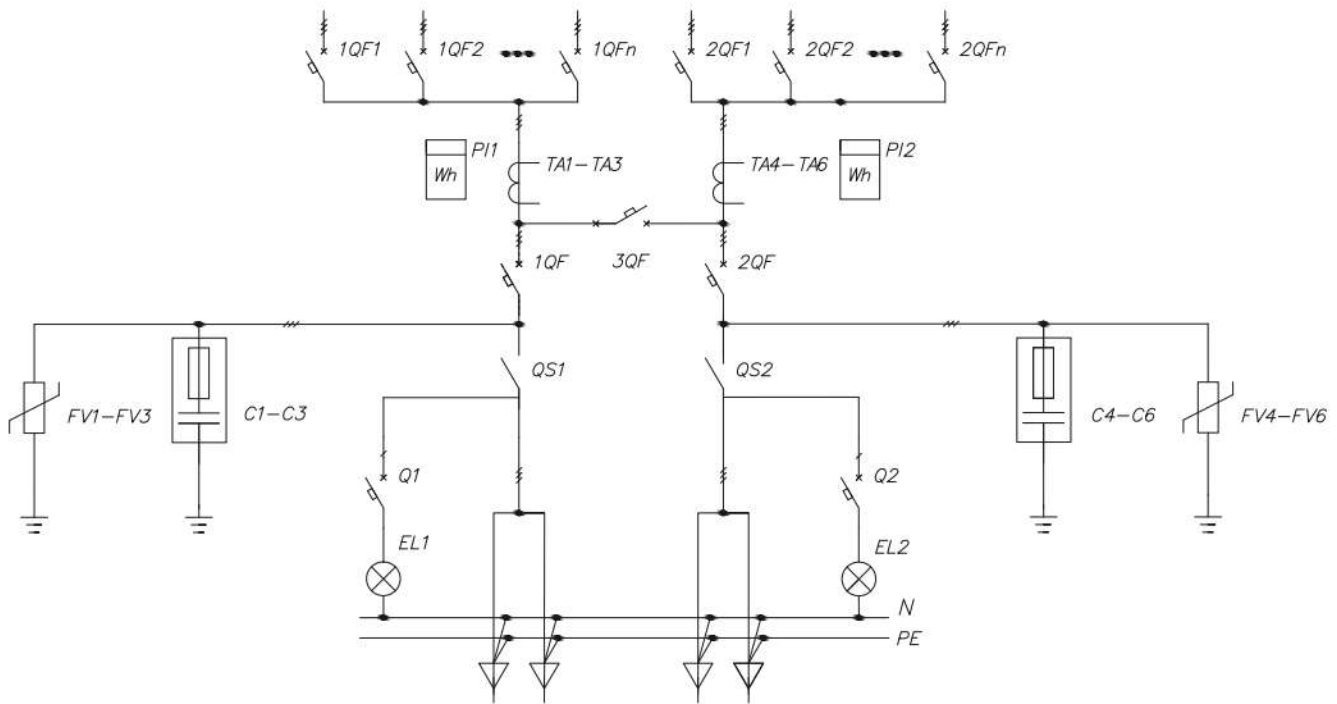 1QF1 1QF2 1QFn 2QF1 2QF2 2QFn
PI1 TA1-TA3 TA4-TA6 PI2
Wh Wh
1QF 3QF 2QF
QS1 QS2
FV1-FV3 C1-C3 C4-C6 FV4-FV6
Q1 Q2
EL1 EL2
N
PE